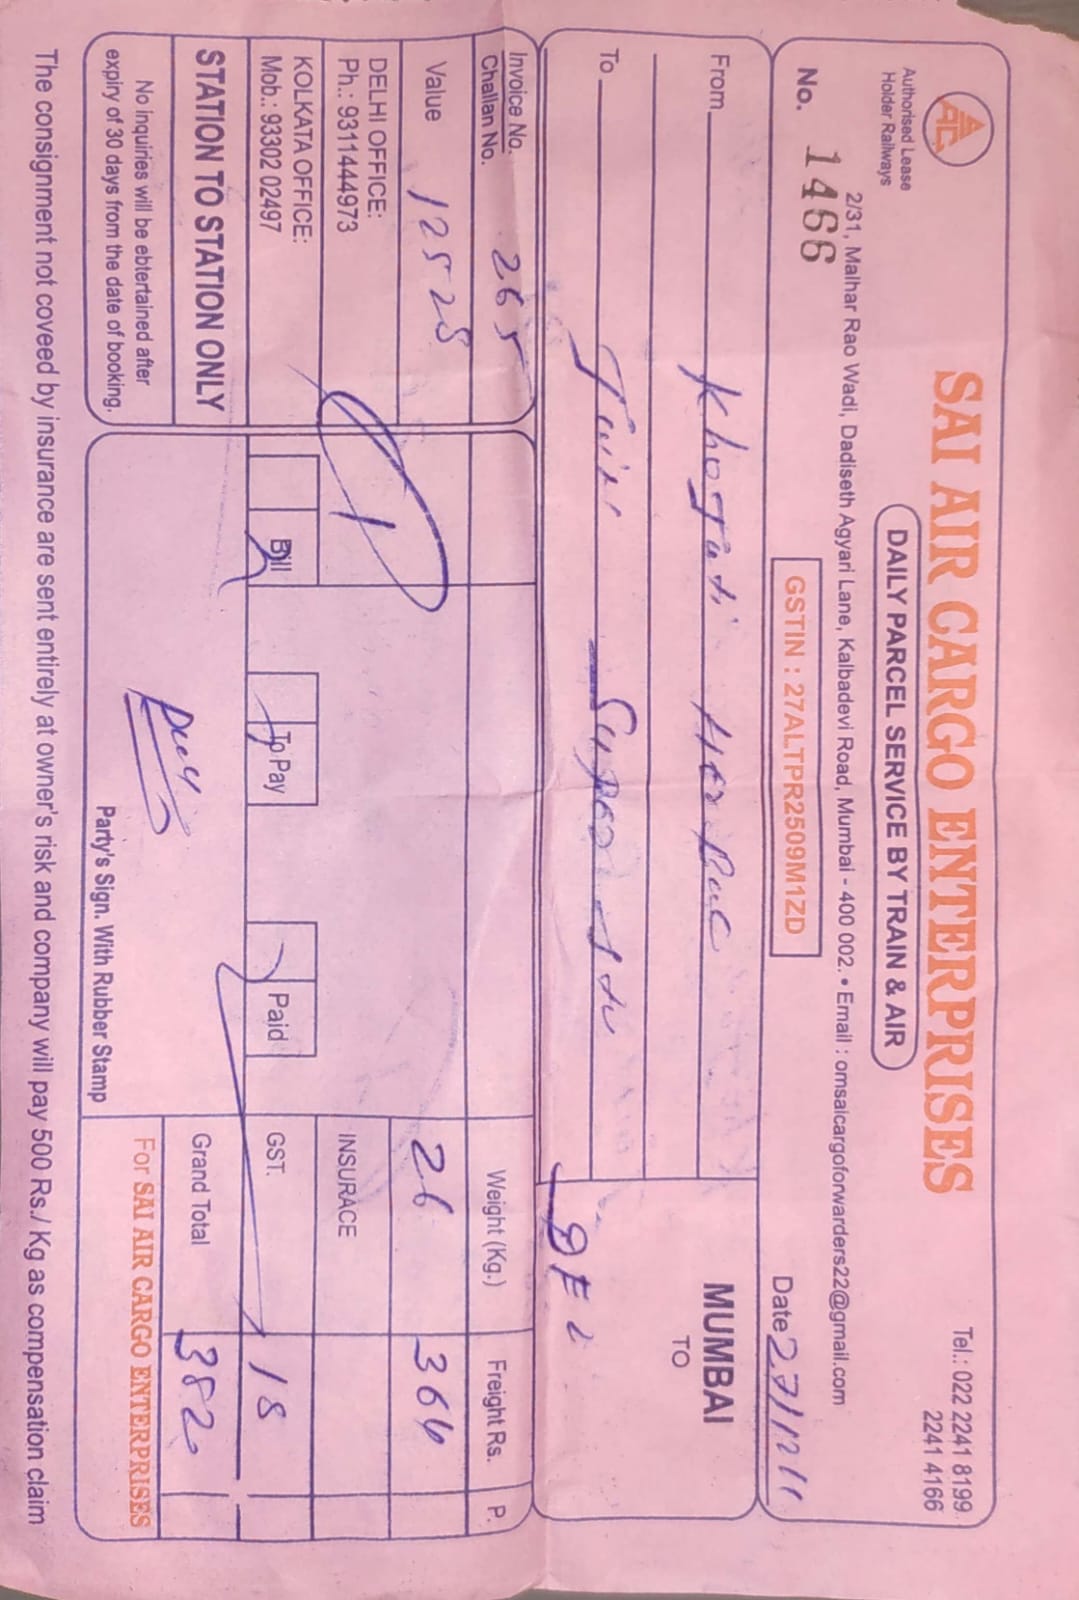 AAC
SAI AIR CARGO ENTERPRISES
Tel.: 022 2241 8199
2241 4166
Authorised Lease
Holder Railways
DAILY PARCEL SERVICE BY TRAIN & AIR
2/31, Malhar Rao Wadi, Dadiseth Agyari Lane, Kalbadevi Road, Mumbai - 400 002. • Email : omsaicargoforwarders22@gmail.com
No. 1466
GSTIN : 27ALTPR2509M1ZD
Date 27/12/
From
MUMBAI
TO
To
DEL
Invoice No.
Challan No. 265
Weight (Kg.) Freight Rs. P.
Value 12528
26 364
DELHI OFFICE:
Ph.: 9311444973
INSURACE
KOLKATA OFFICE:
Mob.: 93302 02497
Bill To Pay Paid
GST. 18
STATION TO STATION ONLY
Grand Total 382
No inquiries will be ebtertained after
expiry of 30 days from the date of booking.
Party's Sign. With Rubber Stamp
For SAI AIR CARGO ENTERPRISES
The consignment not coveed by insurance are sent entirely at owner's risk and company will pay 500 Rs./ Kg as compensation claim